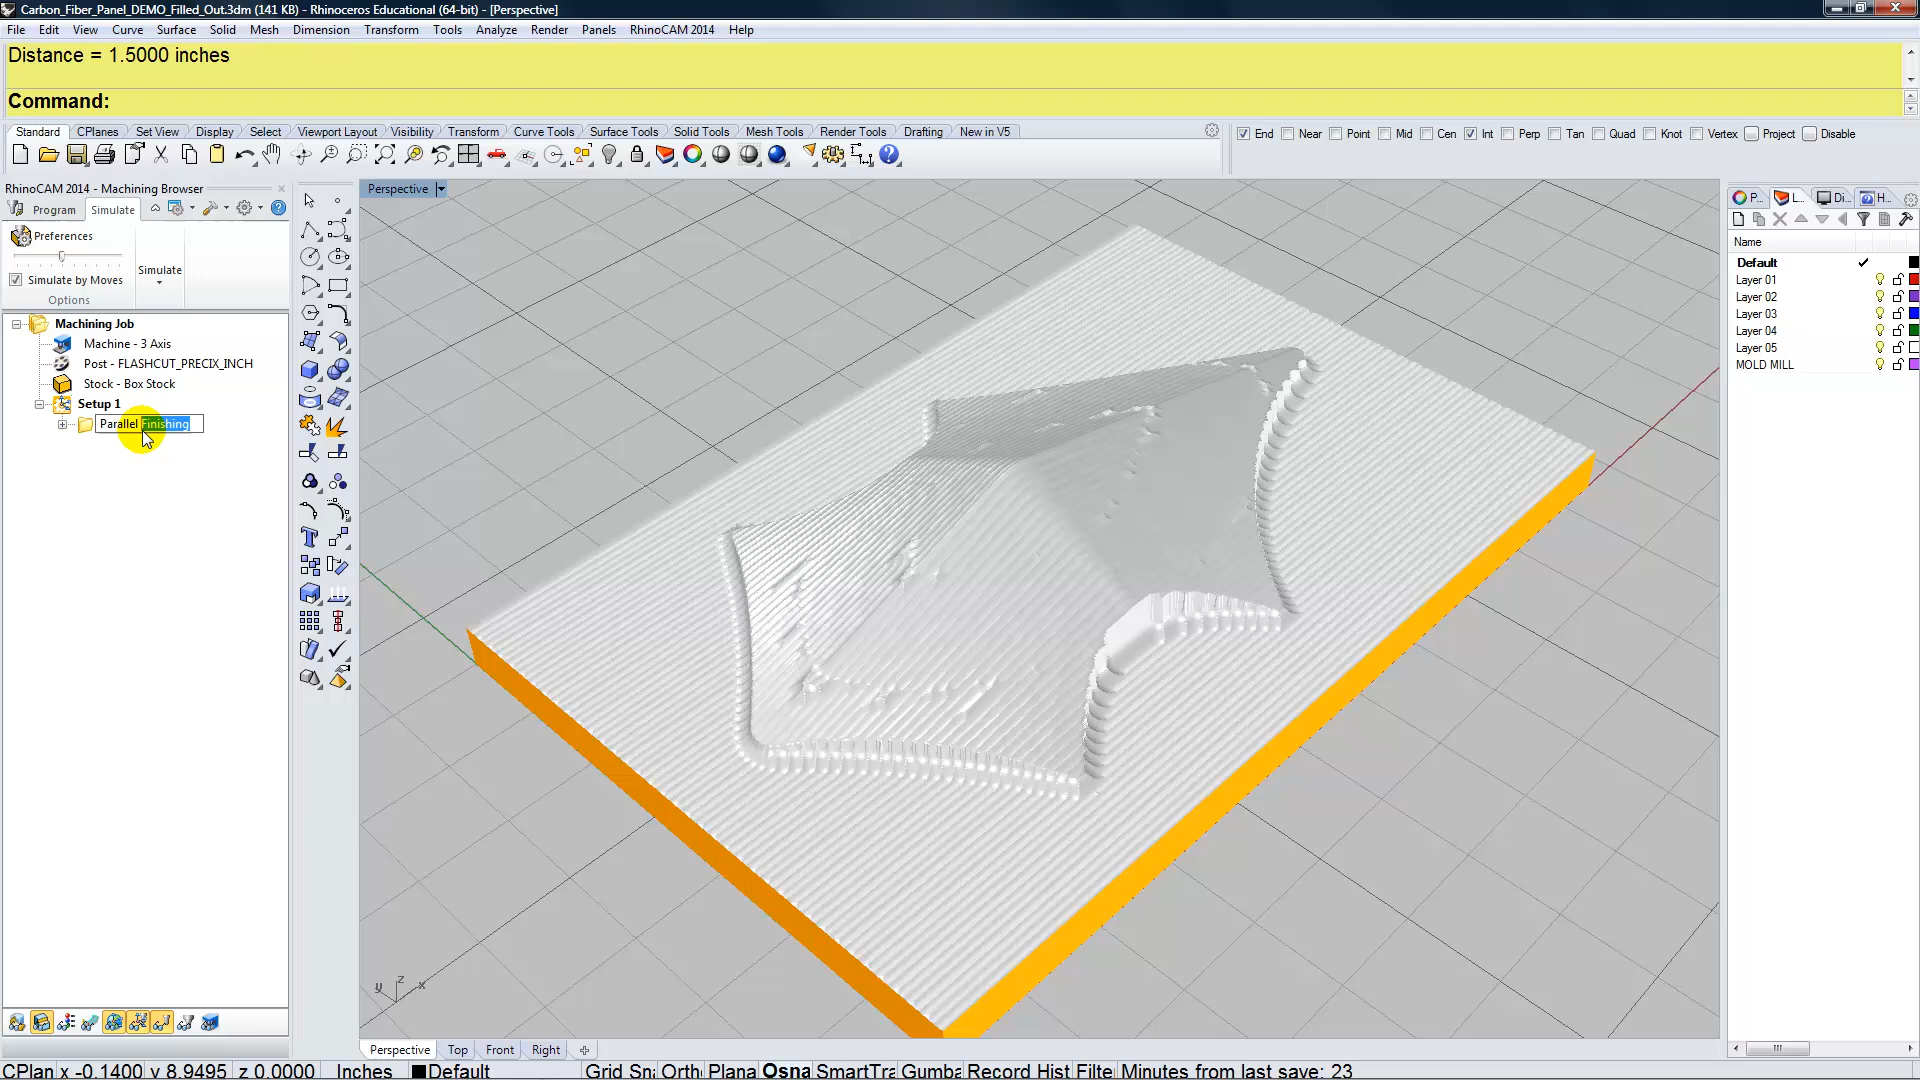 Carbon_Fiber_Panel_DEMO_Filled_Out.3dm (141 KB) - Rhinoceros Educational (64-bit) - [Perspective]
File Edit View Curve Surface Solid Mesh Dimension Transform Tools Analyze Render Panels RhinoCAM 2014 Help
Distance = 1.5000 inches
Command:
Standard CPlanes Set View Display Select Viewport Layout Visibility Transform Curve Tools Surface Tools Solid Tools Mesh Tools Render Tools Drafting New in V5
End Near Point Mid Cen Int Perp Tan Quad Knot Vertex Project Disable
RhinoCAM 2014 - Machining Browser
Program Simulate
Preferences
Simulate by Moves
Options
Simulate
Machining Job
Machine - 3 Axis
Post - FLASHCUT_PRECIX_INCH
Stock - Box Stock
Setup 1
Parallel Finishing
Perspective
z
y
x
P... L... Di... H...
Name
Default
Layer 01
Layer 02
Layer 03
Layer 04
Layer 05
MOLD MILL
Perspective Top Front Right
CPlan x -0.1400 y 8.9495 z 0.0000 Inches Default Grid Sn Orth Plana Osna SmartTra Gumba Record Hist Filte Minutes from last save: 23